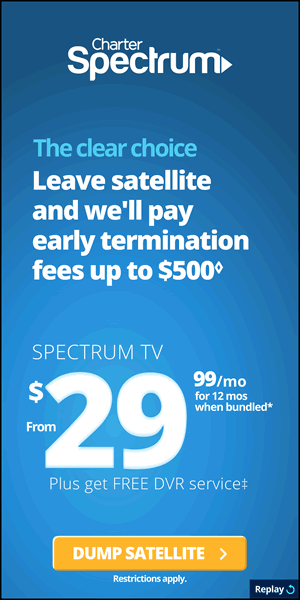 Charter
Spectrum
The clear choice
Leave satellite
and we'll pay
early termination
fees up to $500◊
SPECTRUM TV
From $29 99/mo
for 12 mos
when bundled*
Plus get FREE DVR service‡
DUMP SATELLITE >
Restrictions apply.
Replay